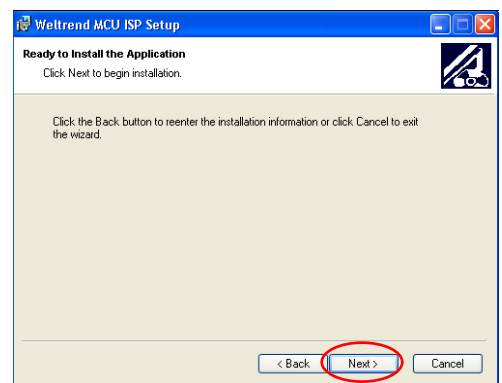 Weltrend MCU ISP Setup
Ready to Install the Application
Click Next to begin installation.
Click the Back button to reenter the installation information or click Cancel to exit
the wizard.
< Back
Next >
Cancel